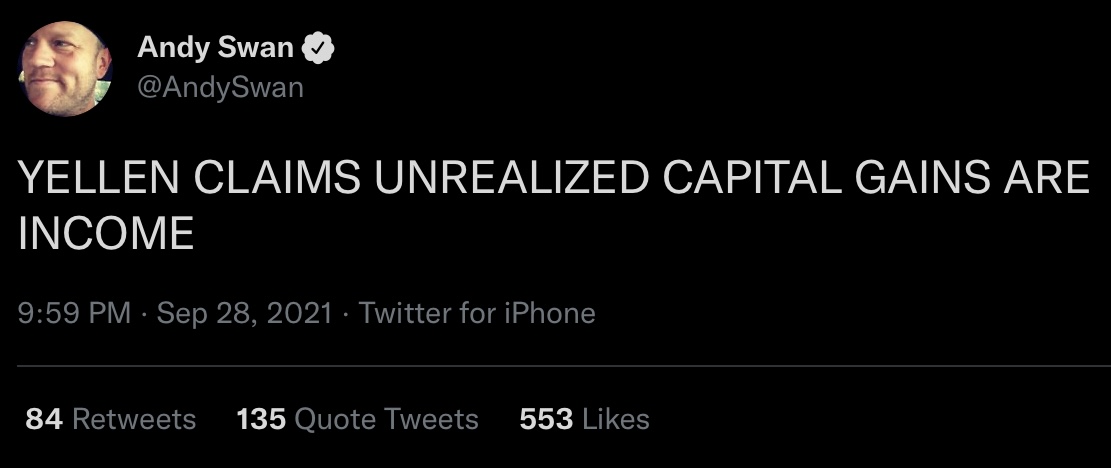 Andy Swan
@AndySwan
YELLEN CLAIMS UNREALIZED CAPITAL GAINS ARE
INCOME
9:59 PM · Sep 28, 2021 · Twitter for iPhone
84 Retweets 135 Quote Tweets 553 Likes